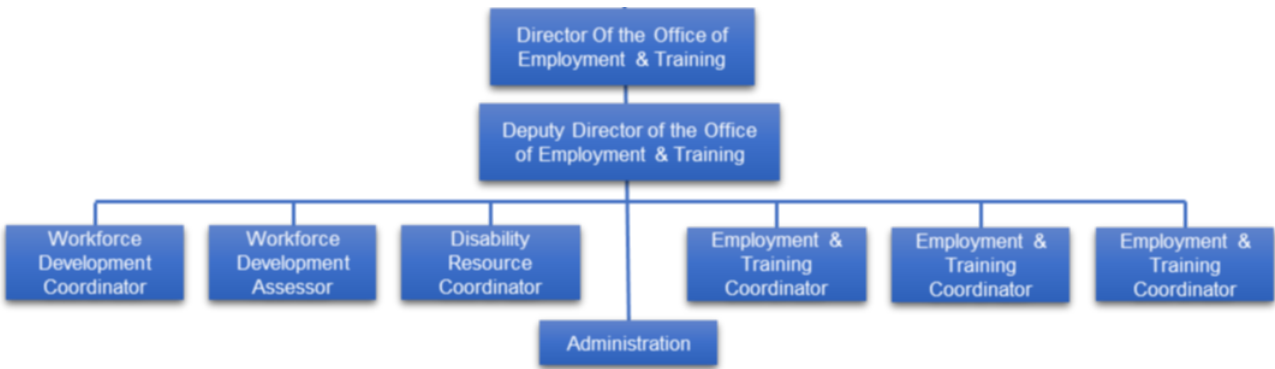 Director Of the Office of
Employment & Training
Deputy Director of the Office
of Employment & Training
Workforce
Development
Coordinator
Workforce
Development
Assessor
Disability
Resource
Coordinator
Employment &
Training
Coordinator
Employment &
Training
Coordinator
Employment &
Training
Coordinator
Administration